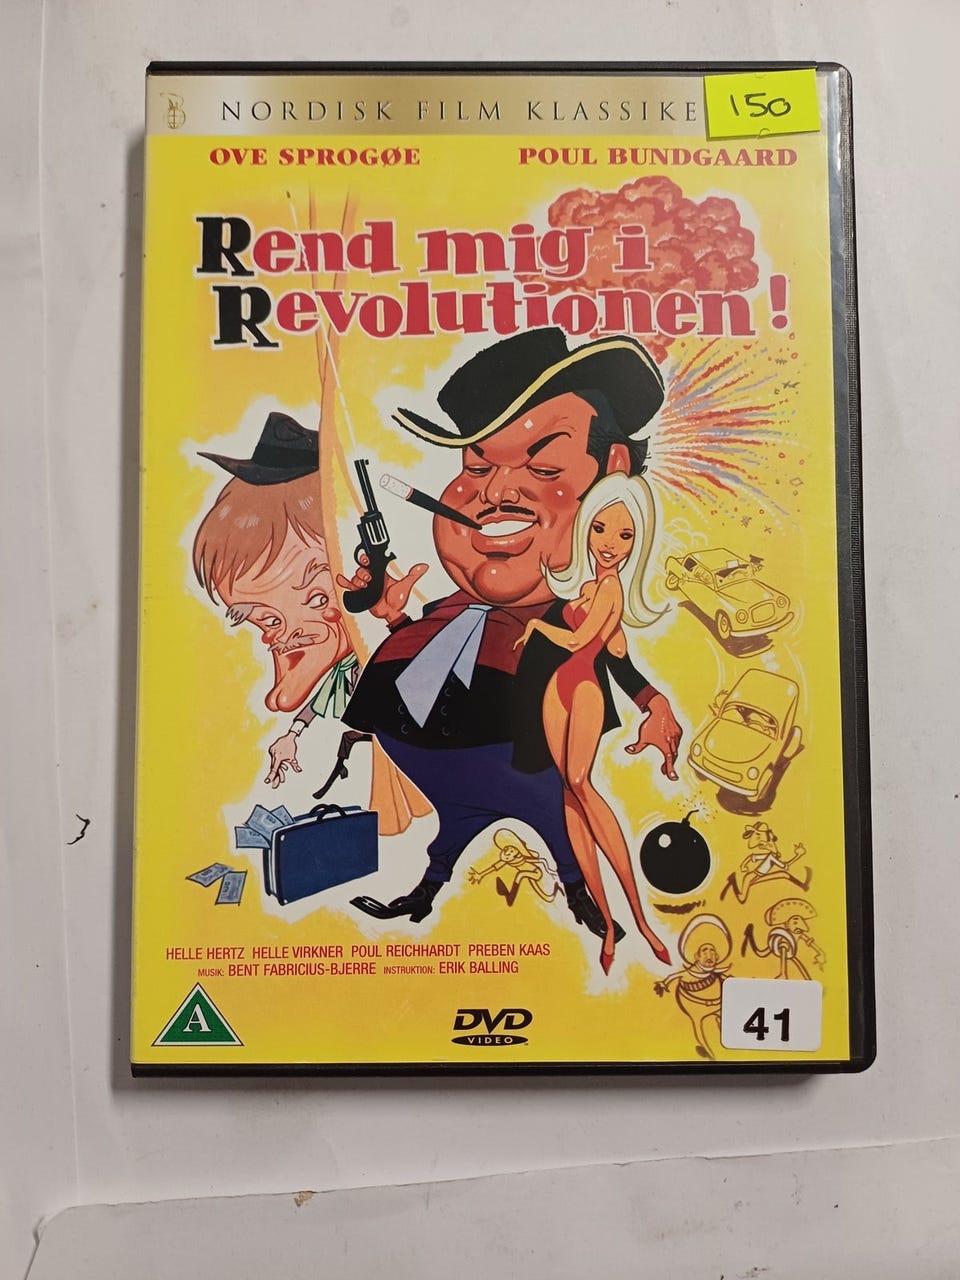 NORDISK FILM KLASSIKE
150
OVE SPROGØE POUL BUNDGAARD
Rend mig i
Revolutionen!
HELLE HERTZ HELLE VIRKNER POUL REICHHARDT PREBEN KAAS
MUSIK: BENT FABRICIUS-BJERRE INSTRUKTION: ERIK BALLING
A
DVD
VIDEO
41